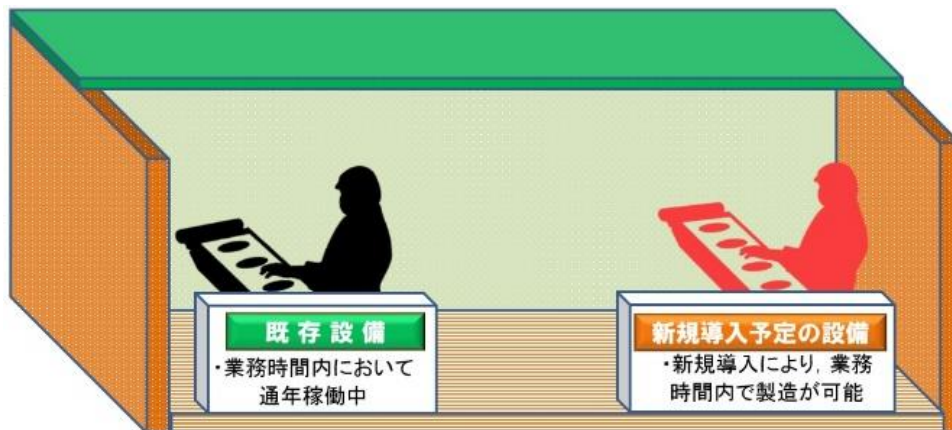 既存設備
・業務時間内において
通年稼働中
新規導入予定の設備
・新規導入により，業務
時間内で製造が可能